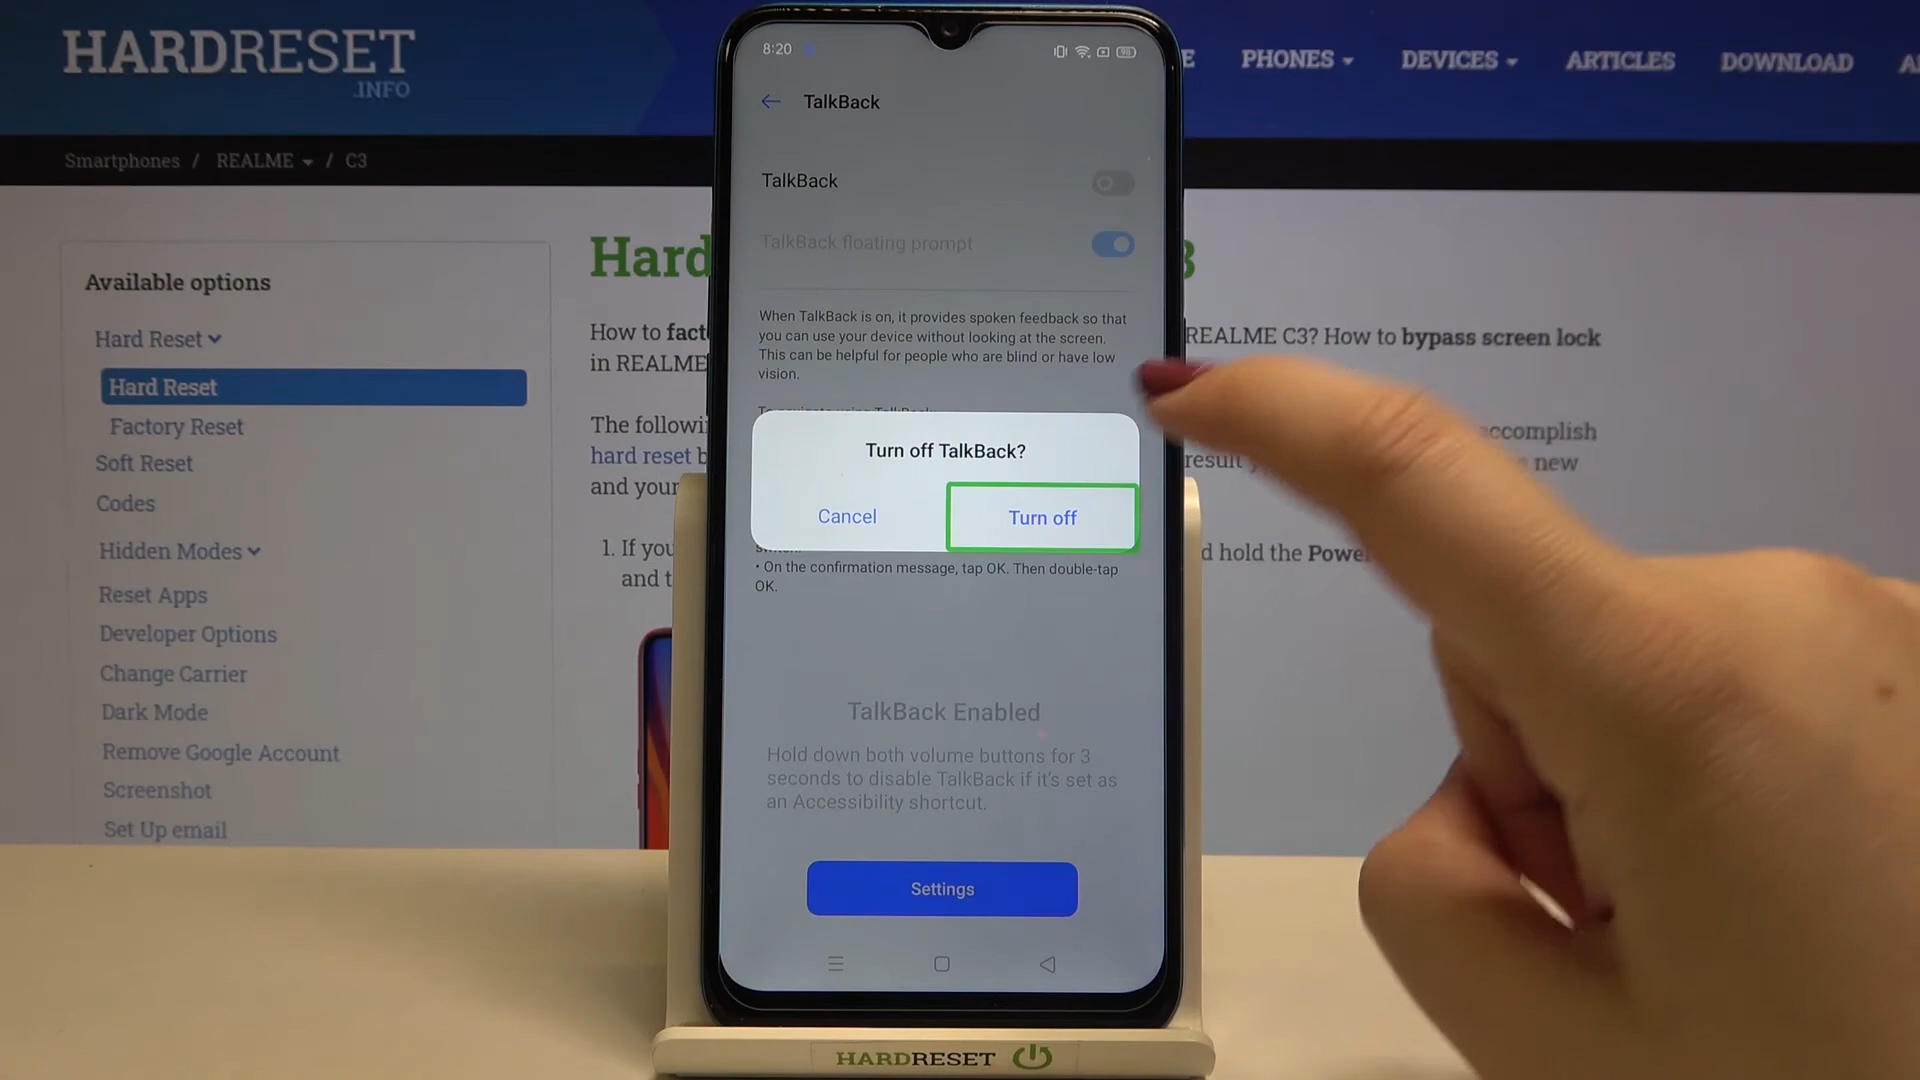 HARDRESET
.INFO
PHONES
DEVICES
ARTICLES
DOWNLOAD
Smartphones / REALME / C3
Available options
Hard Reset
Hard Reset
Factory Reset
Soft Reset
Codes
Hidden Modes
Reset Apps
Developer Options
Change Carrier
Dark Mode
Remove Google Account
Screenshot
Set Up email
Hard
How to
in REALME
REALME C3? How to bypass screen lock
The
hard reset
and your
accomplish
result
new
1. If you
and
hold the
8:20
98
TalkBack
TalkBack
TalkBack floating prompt
When TalkBack is on, it provides spoken feedback so that
you can use your device without looking at the screen.
This can be helpful for people who are blind or have low
vision.
Turn off TalkBack?
Cancel
Turn off
• On the confirmation message, tap OK. Then double-tap
OK.
TalkBack Enabled
Hold down both volume buttons for 3
seconds to disable TalkBack if it's set as
an Accessibility shortcut.
Settings
HARDRESET